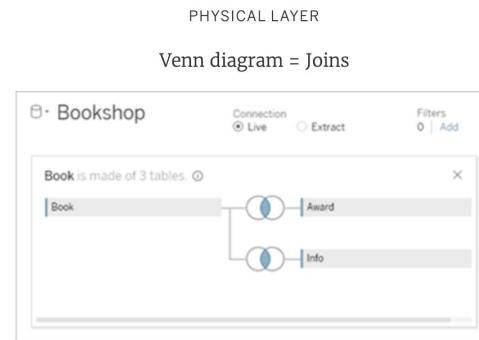 PHYSICAL LAYER
Venn diagram = Joins
Bookshop
Connection
Live
Extract
Filters
0 | Add
Book is made of 3 tables.
Book
Award
Info